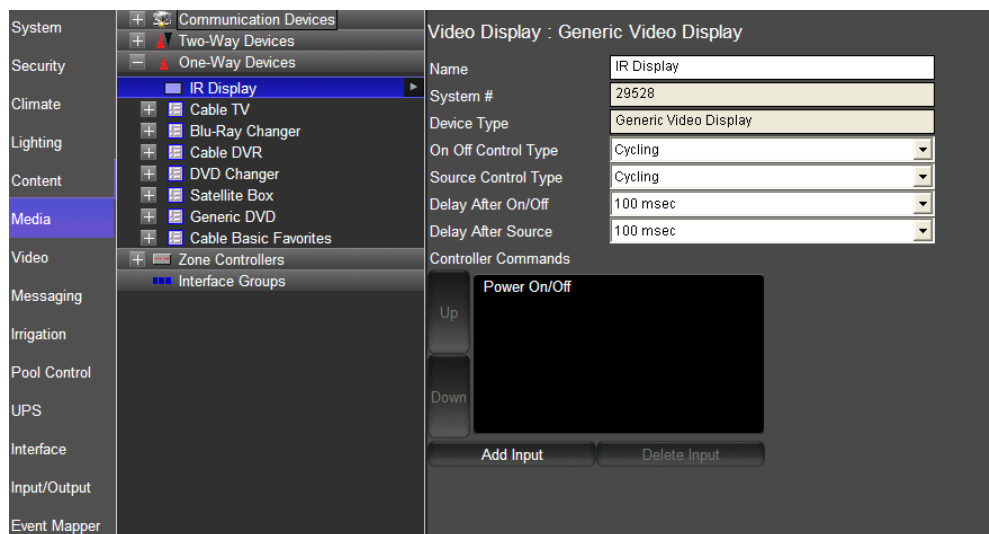 System
Security
Climate
Lighting
Content
Media
Video
Messaging
Irrigation
Pool Control
UPS
Interface
Input/Output
Event Mapper
Communication Devices
Two-Way Devices
One-Way Devices
IR Display
Cable TV
Blu-Ray Changer
Cable DVR
DVD Changer
Satellite Box
Generic DVD
Cable Basic Favorites
Zone Controllers
Interface Groups
Video Display : Generic Video Display
Name IR Display
System # 29528
Device Type Generic Video Display
On Off Control Type Cycling
Source Control Type Cycling
Delay After On/Off 100 msec
Delay After Source 100 msec
Controller Commands
Power On/Off
Up
Down
Add Input Delete Input